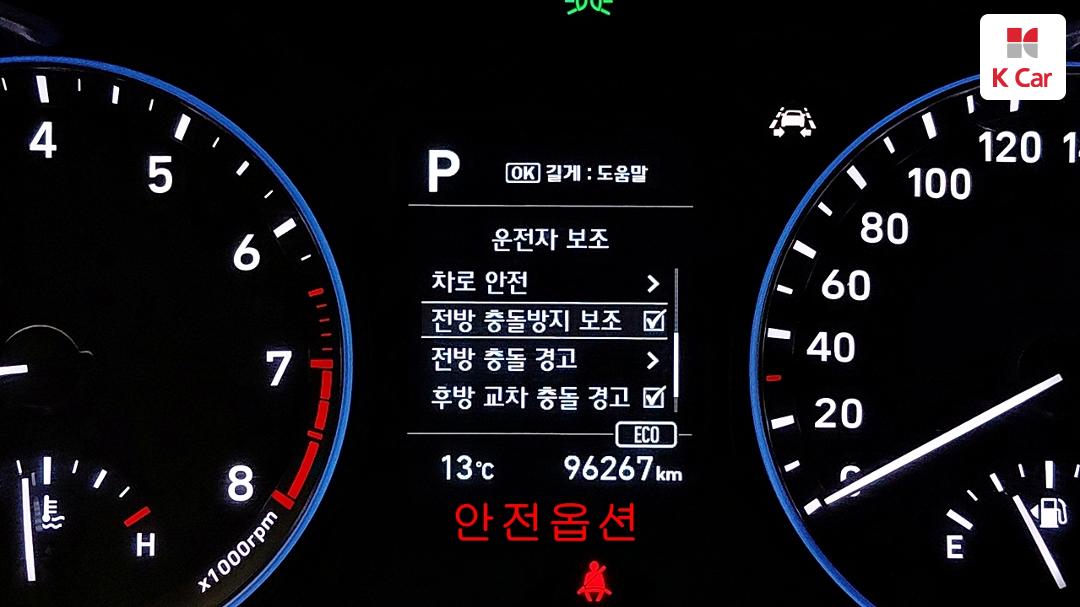 K Car
P
OK 길게 : 도움말
운전자 보조
차로 안전
전방 충돌방지 보조
전방 충돌 경고
후방 교차 충돌 경고
ECO
13℃ 96267km
안전옵션
4
5
6
7
8
x1000rpm
H
120
100
80
60
40
20
0
E